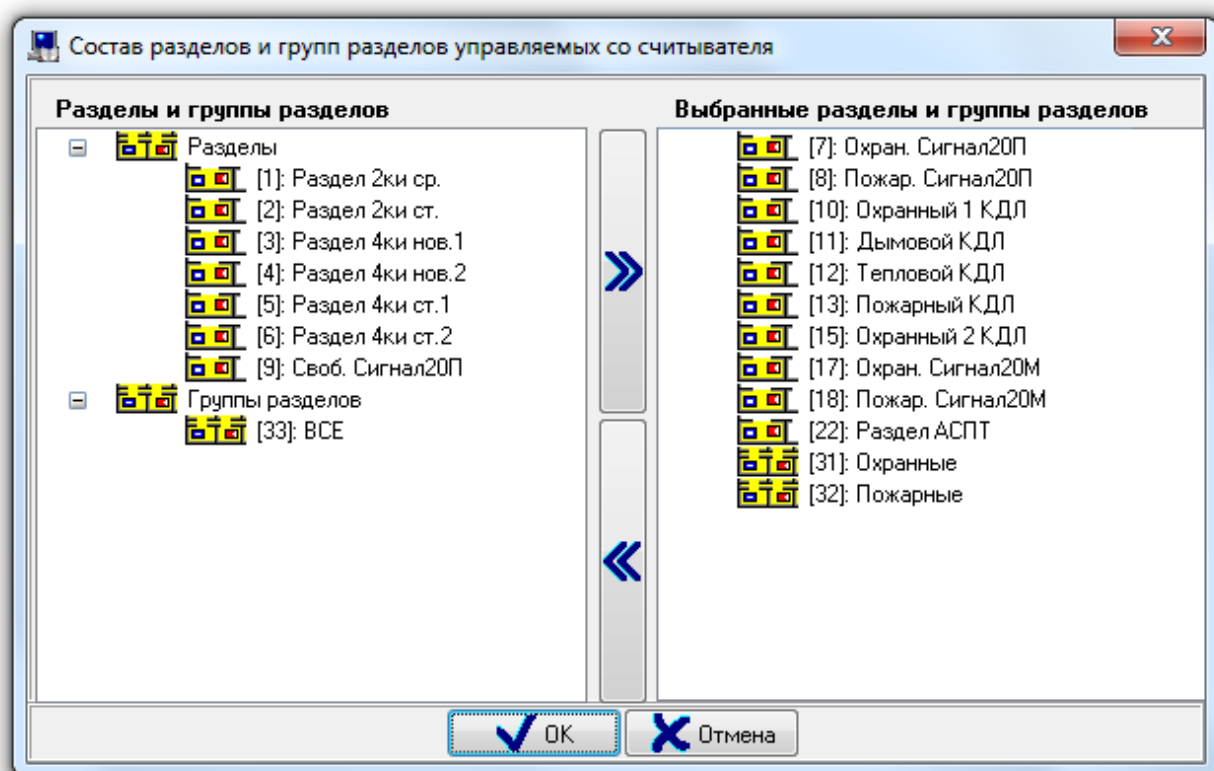 Состав разделов и групп разделов управляемых со считывателя
Разделы и группы разделов
Разделы
[1]: Раздел 2ки ср.
[2]: Раздел 2ки ст.
[3]: Раздел 4ки нов.1
[4]: Раздел 4ки нов.2
[5]: Раздел 4ки ст.1
[6]: Раздел 4ки ст.2
[9]: Своб. Сигнал20П
Группы разделов
[33]: ВСЕ
Выбранные разделы и группы разделов
[7]: Охран. Сигнал20П
[8]: Пожар. Сигнал20П
[10]: Охранный 1 КДЛ
[11]: Дымовой КДЛ
[12]: Тепловой КДЛ
[13]: Пожарный КДЛ
[15]: Охранный 2 КДЛ
[17]: Охран. Сигнал20М
[18]: Пожар. Сигнал20М
[22]: Раздел АСПТ
[31]: Охранные
[32]: Пожарные
OK
Отмена